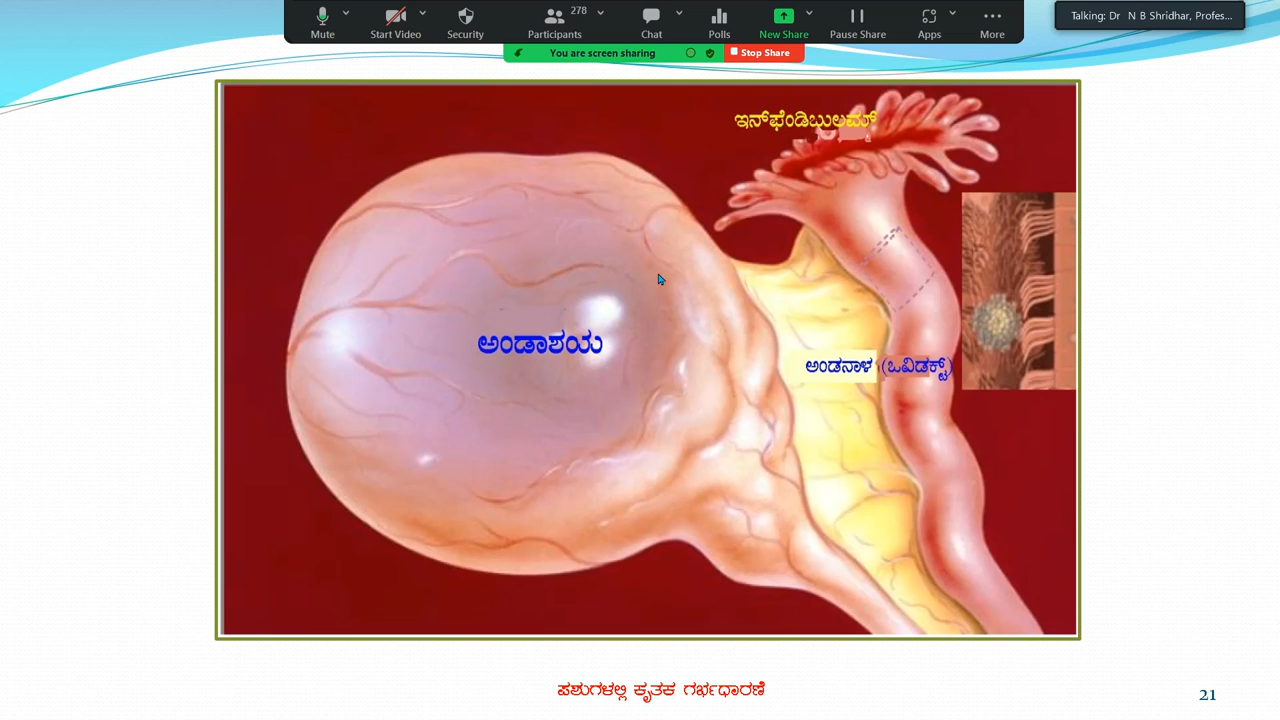 278
Mute
Start Video
Security
Participants
Chat
Polls
New Share
Pause Share
Apps
More
Talking: Dr N B Shridhar, Profes...
You are screen sharing
Stop Share
ಇನ್‌ಫೆಂಡಿಬುಲಮ್
ಅಂಡಾಶಯ
ಅಂಡನಾಳ (ಒವಿಡಕ್ಟ್)
ಪಶುಗಳಲ್ಲಿ ಕೃತಕ ಗರ್ಭಧಾರಣೆ
21